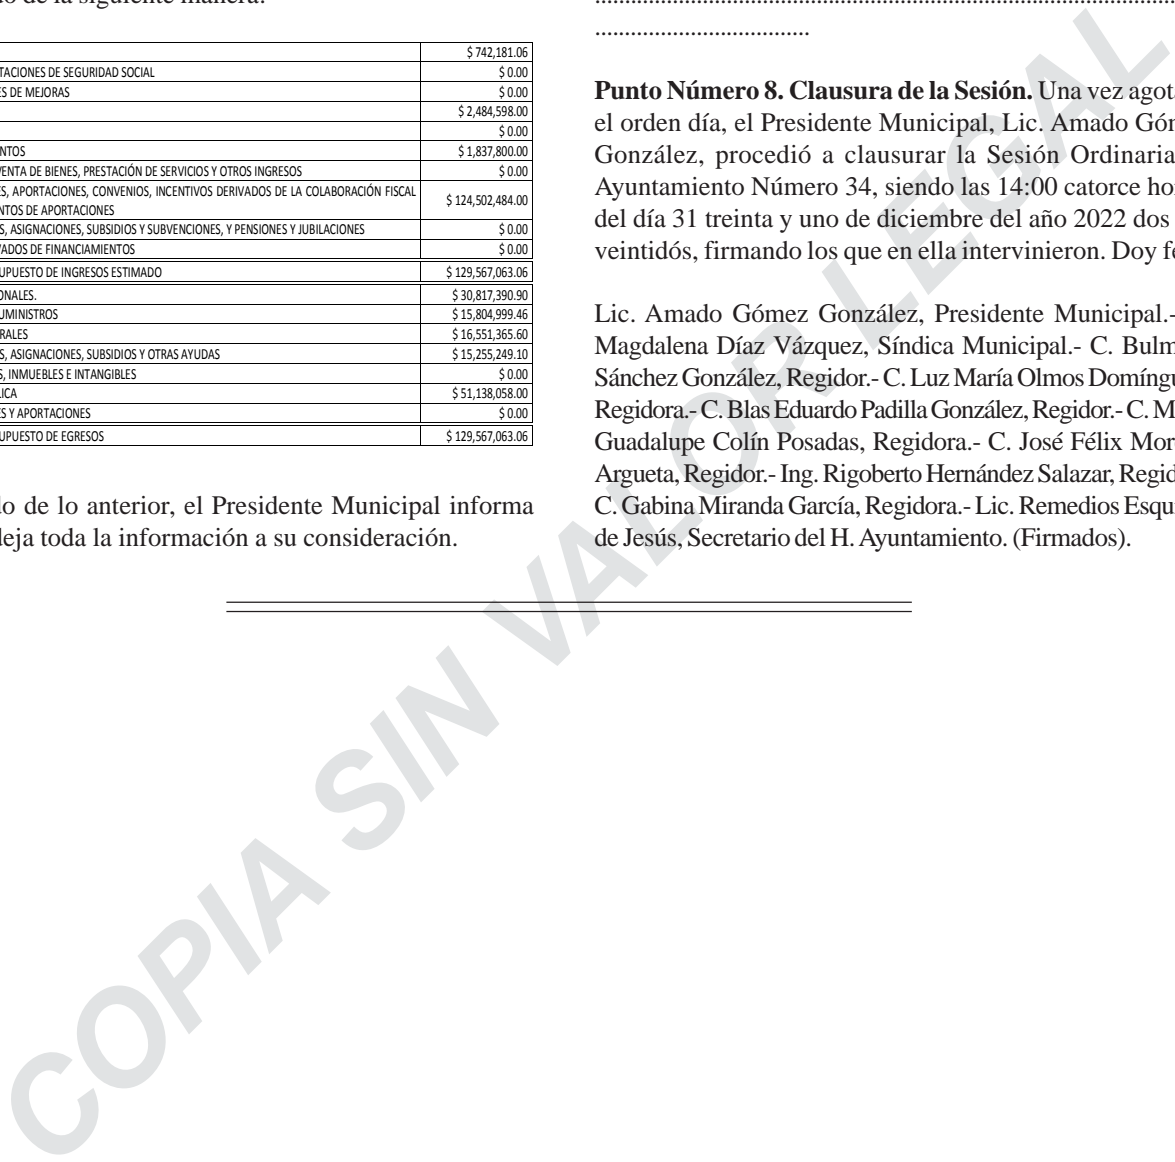 do de la siguiente manera:
$ 742,181.06
TACIONES DE SEGURIDAD SOCIAL $ 0.00
ES DE MEJORAS $ 0.00
$ 2,484,598.00
$ 0.00
NTOS $ 1,837,800.00
VENTA DE BIENES, PRESTACIÓN DE SERVICIOS Y OTROS INGRESOS $ 0.00
ES, APORTACIONES, CONVENIOS, INCENTIVOS DERIVADOS DE LA COLABORACIÓN FISCAL
NTOS DE APORTACIONES $ 124,502,484.00
S, ASIGNACIONES, SUBSIDIOS Y SUBVENCIONES, Y PENSIONES Y JUBILACIONES $ 0.00
VADOS DE FINANCIAMIENTOS $ 0.00
UPUESTO DE INGRESOS ESTIMADO $ 129,567,063.06
ONALES. $ 30,817,390.90
UMINISTROS $ 15,804,999.46
RALES $ 16,551,365.60
S, ASIGNACIONES, SUBSIDIOS Y OTRAS AYUDAS $ 15,255,249.10
S, INMUEBLES E INTANGIBLES $ 0.00
LICA $ 51,138,058.00
ES Y APORTACIONES $ 0.00
UPUESTO DE EGRESOS $ 129,567,063.06
do de lo anterior, el Presidente Municipal informa
deja toda la información a su consideración.
..............................................................................................
..................................
Punto Número 8. Clausura de la Sesión. Una vez agota
el orden día, el Presidente Municipal, Lic. Amado Góm
González, procedió a clausurar la Sesión Ordinaria
Ayuntamiento Número 34, siendo las 14:00 catorce hor
del día 31 treinta y uno de diciembre del año 2022 dos
veintidós, firmando los que en ella intervinieron. Doy fe
Lic. Amado Gómez González, Presidente Municipal.-
Magdalena Díaz Vázquez, Síndica Municipal.- C. Bulm
Sánchez González, Regidor.- C. Luz María Olmos Domíngu
Regidora.- C. Blas Eduardo Padilla González, Regidor.- C. M
Guadalupe Colín Posadas, Regidora.- C. José Félix Mor
Argueta, Regidor.- Ing. Rigoberto Hernández Salazar, Regid
C. Gabina Miranda García, Regidora.- Lic. Remedios Esqui
de Jesús, Secretario del H. Ayuntamiento. (Firmados).
COPIA SIN VALOR LEGAL